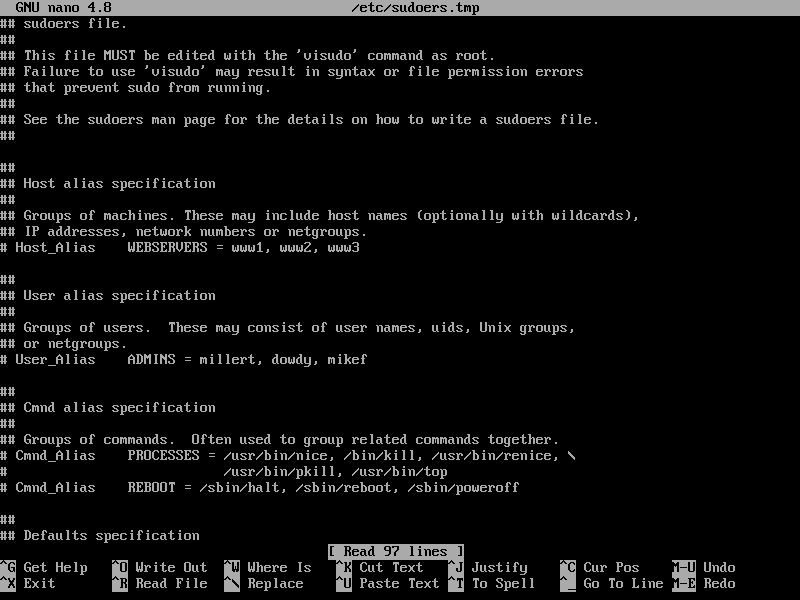 GNU nano 4.8 /etc/sudoers.tmp
## sudoers file.
##
## This file MUST be edited with the 'visudo' command as root.
## Failure to use 'visudo' may result in syntax or file permission errors
## that prevent sudo from running.
##
## See the sudoers man page for the details on how to write a sudoers file.
##
##
## Host alias specification
##
## Groups of machines. These may include host names (optionally with wildcards),
## IP addresses, network numbers or netgroups.
# Host_Alias    WEBSERVERS = www1, www2, www3
##
## User alias specification
##
## Groups of users.  These may consist of user names, uids, Unix groups,
## or netgroups.
# User_Alias    ADMINS = millert, dowdy, mikef
##
## Cmnd alias specification
##
## Groups of commands.  Often used to group related commands together.
# Cmnd_Alias    PROCESSES = /usr/bin/nice, /bin/kill, /usr/bin/renice, \
#                           /usr/bin/pkill, /usr/bin/top
# Cmnd_Alias    REBOOT = /sbin/halt, /sbin/reboot, /sbin/poweroff
##
## Defaults specification
[ Read 97 lines ]
^G Get Help   ^O Write Out  ^W Where Is   ^K Cut Text   ^J Justify    ^C Cur Pos    M-U Undo
^X Exit       ^R Read File  ^\ Replace    ^U Paste Text ^T To Spell   ^_ Go To Line M-E Redo